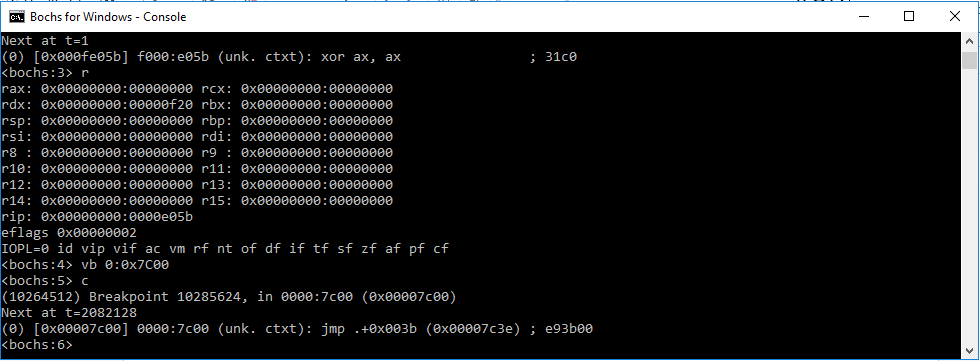 Bochs for Windows - Console
Next at t=1
(0) [0x000fe05b] f000:e05b (unk. ctxt): xor ax, ax                ; 31c0
<bochs:3> r
rax: 0x00000000:00000000 rcx: 0x00000000:00000000
rdx: 0x00000000:00000f20 rbx: 0x00000000:00000000
rsp: 0x00000000:00000000 rbp: 0x00000000:00000000
rsi: 0x00000000:00000000 rdi: 0x00000000:00000000
r8 : 0x00000000:00000000 r9 : 0x00000000:00000000
r10: 0x00000000:00000000 r11: 0x00000000:00000000
r12: 0x00000000:00000000 r13: 0x00000000:00000000
r14: 0x00000000:00000000 r15: 0x00000000:00000000
rip: 0x00000000:0000e05b
eflags 0x00000002
IOPL=0 id vip vif ac vm rf nt of df if tf sf zf af pf cf
<bochs:4> vb 0:0x7C00
<bochs:5> c
(10264512) Breakpoint 10285624, in 0000:7c00 (0x00007c00)
Next at t=2082128
(0) [0x00007c00] 0000:7c00 (unk. ctxt): jmp .+0x003b (0x00007c3e) ; e93b00
<bochs:6>